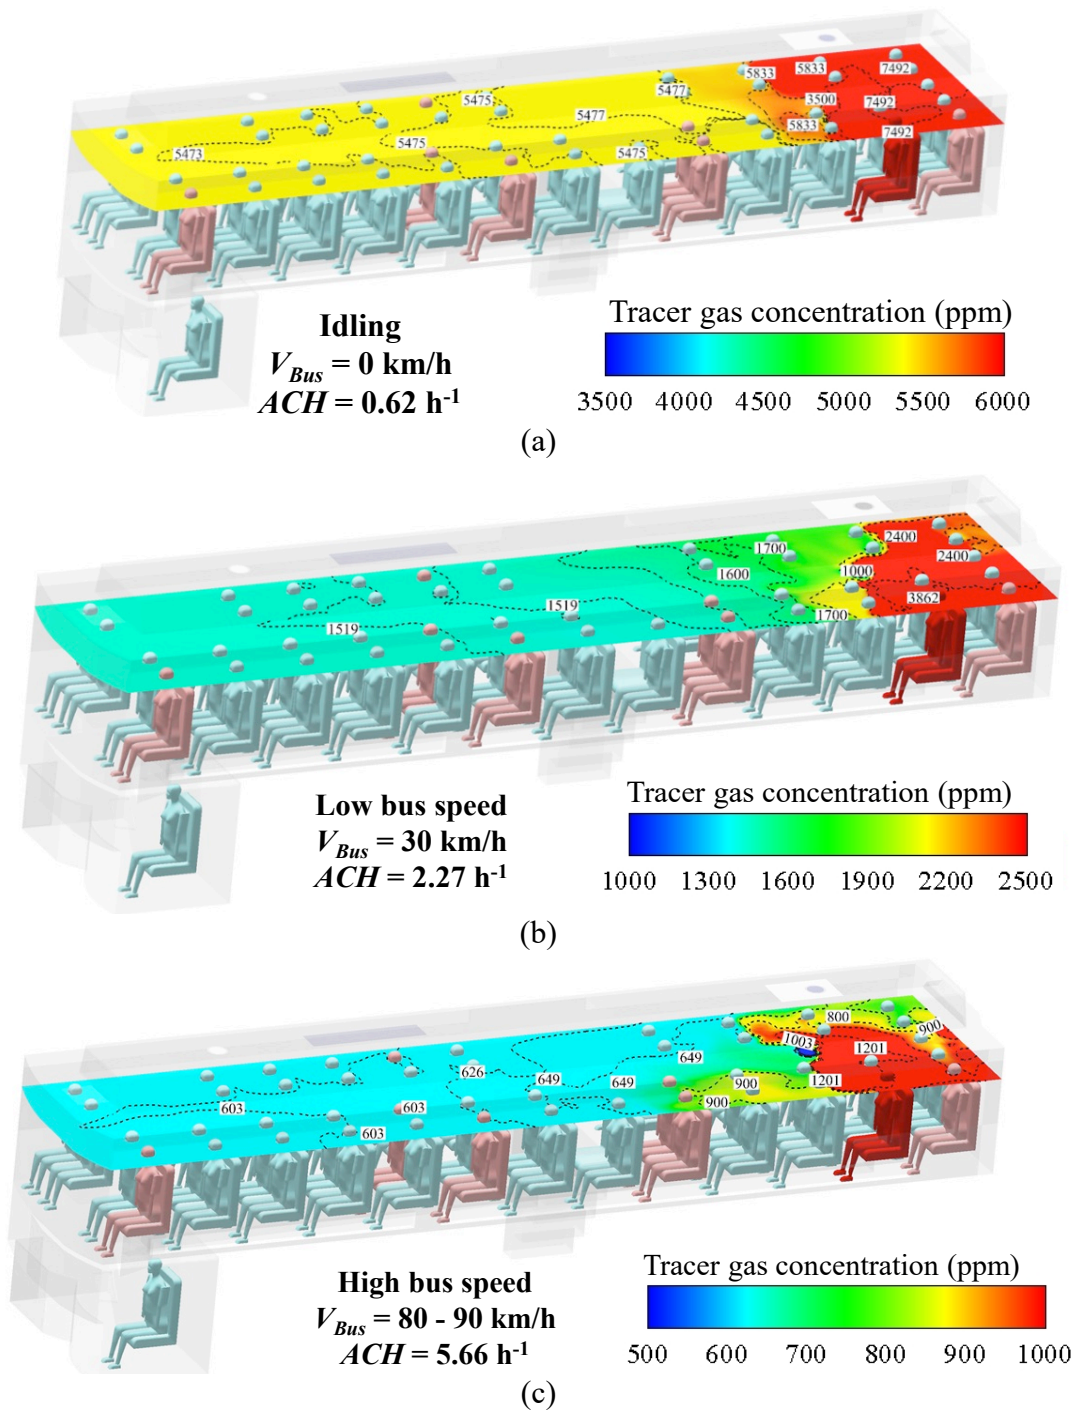 7492
5833
5833
5477
3500
7492
5475
5477
5833
7492
5475
5475
5473
Idling
V_Bus = 0 km/h
ACH = 0.62 h-1
Tracer gas concentration (ppm)
3500 4000 4500 5000 5500 6000
(a)
2400
1700
2400
1000
1600
3862
1519
1700
1519
Low bus speed
V_Bus = 30 km/h
ACH = 2.27 h-1
Tracer gas concentration (ppm)
1000 1300 1600 1900 2200 2500
(b)
800
900
1003
1201
649
626
649
1201
649
900
900
603
603
603
High bus speed
V_Bus = 80 - 90 km/h
ACH = 5.66 h-1
Tracer gas concentration (ppm)
500 600 700 800 900 1000
(c)